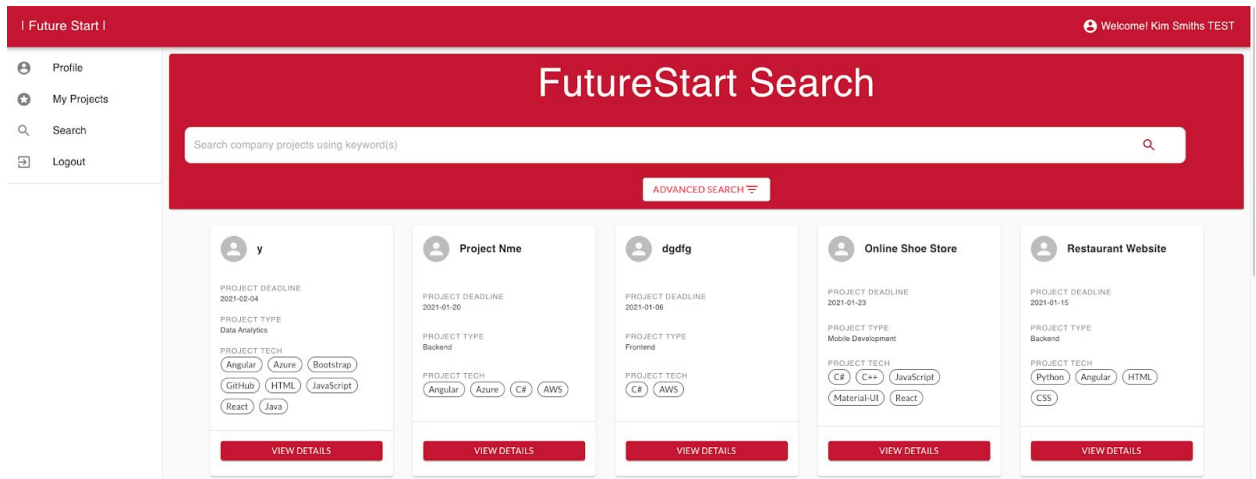 | Future Start |
Welcome! Kim Smiths TEST
Profile
My Projects
Search
Logout
FutureStart Search
Search company projects using keyword(s)
ADVANCED SEARCH
y
PROJECT DEADLINE
2021-02-04
PROJECT TYPE
Data Analytics
PROJECT TECH
Angular Azure Bootstrap
GitHub HTML JavaScript
React Java
VIEW DETAILS
Project Nme
PROJECT DEADLINE
2021-01-20
PROJECT TYPE
Backend
PROJECT TECH
Angular Azure C# AWS
VIEW DETAILS
dgdfg
PROJECT DEADLINE
2021-01-06
PROJECT TYPE
Frontend
PROJECT TECH
C# AWS
VIEW DETAILS
Online Shoe Store
PROJECT DEADLINE
2021-01-23
PROJECT TYPE
Mobile Development
PROJECT TECH
C# C++ JavaScript
Material-UI React
VIEW DETAILS
Restaurant Website
PROJECT DEADLINE
2021-01-15
PROJECT TYPE
Backend
PROJECT TECH
Python Angular HTML
CSS
VIEW DETAILS